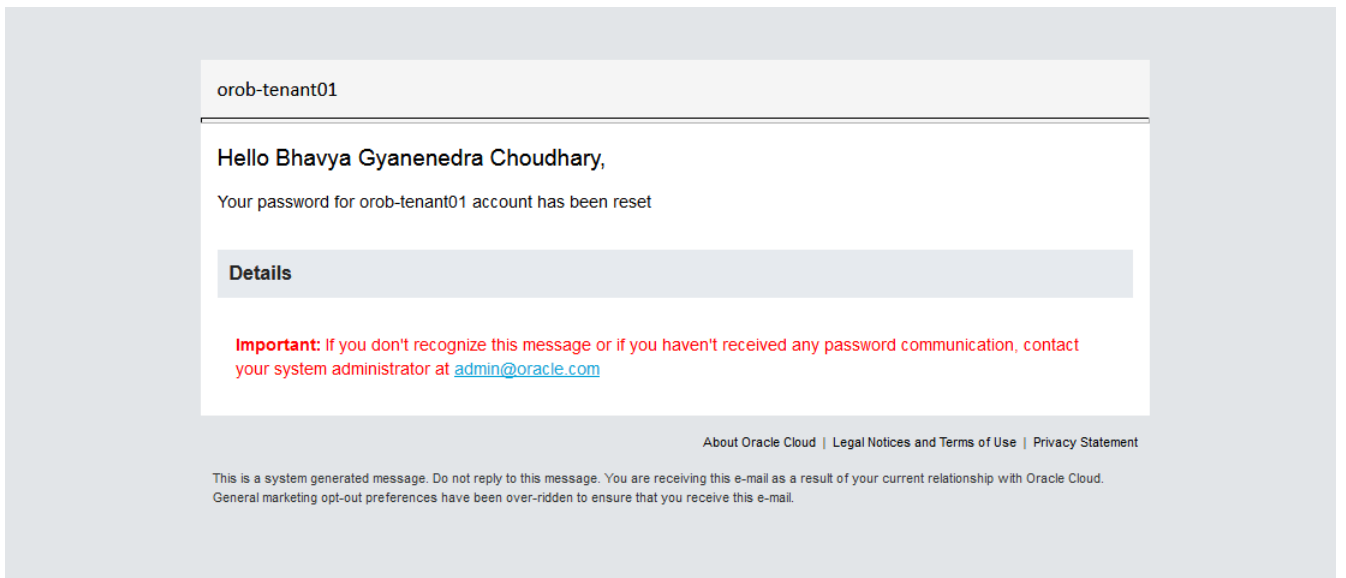 orob-tenant01
Hello Bhavya Gyanenedra Choudhary,
Your password for orob-tenant01 account has been reset
Details
Important: If you don't recognize this message or if you haven't received any password communication, contact
your system administrator at admin@oracle.com
About Oracle Cloud | Legal Notices and Terms of Use | Privacy Statement
This is a system generated message. Do not reply to this message. You are receiving this e-mail as a result of your current relationship with Oracle Cloud.
General marketing opt-out preferences have been over-ridden to ensure that you receive this e-mail.